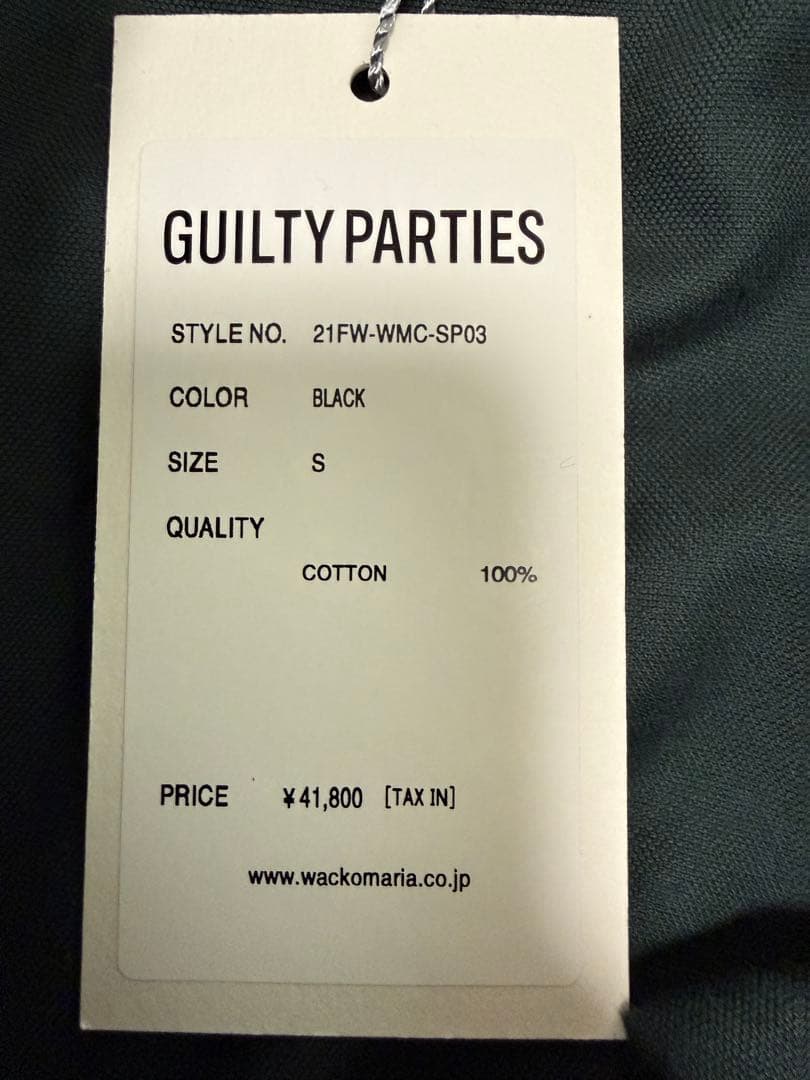 GUILTY PARTIES
STYLE NO. 21FW-WMC-SP03
COLOR BLACK
SIZE S
QUALITY
COTTON 100%
PRICE ¥41,800 [TAX IN]
www.wackomaria.co.jp